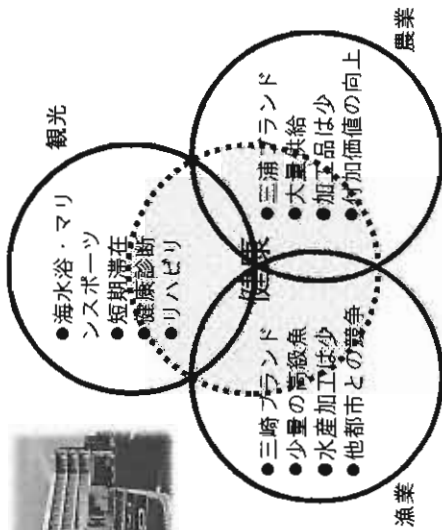 観光
●海水浴・マリ
ンスポーツ
●短期滞在
●健康診断
●リハビリ
健康
●三崎ブランド
●少量の高級魚
●水産加工は少
●他都市との競争
漁業
●三浦ブランド
●大量供給
●加工品は少
●付加価値の向上
農業